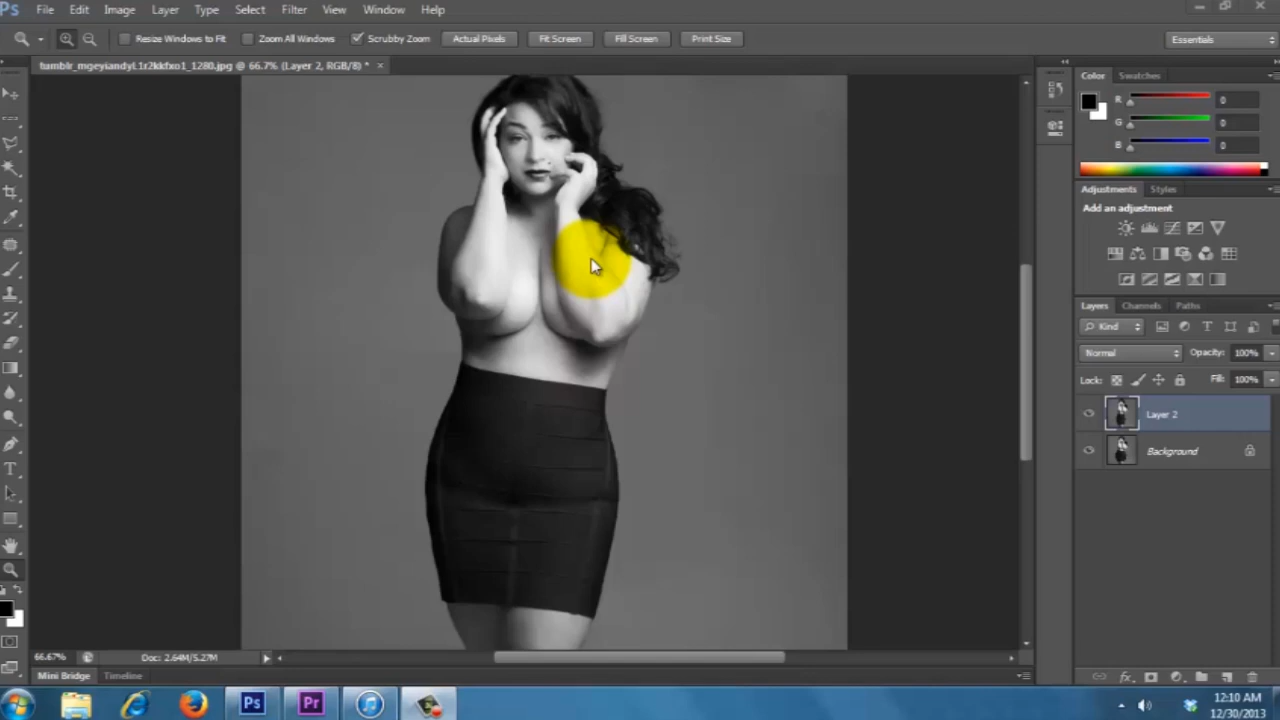 Ps File Edit Image Layer Type Select Filter View Window Help
Resize Windows to Fit Zoom All Windows Scrubby Zoom Actual Pixels Fit Screen Fill Screen Print Size Essentials
@ 66.7% (Layer 2, RGB/8) * ×
Color Swatches
R 0
G 0
B 0
Adjustments Styles
Add an adjustment
Layers Channels Paths
Kind
Normal Opacity: 100%
Lock: Fill: 100%
Layer 2
Background
66.67% Doc: 2.64M/5.27M
Mini Bridge Timeline
Ps Pr 12:10 AM
12/30/2013